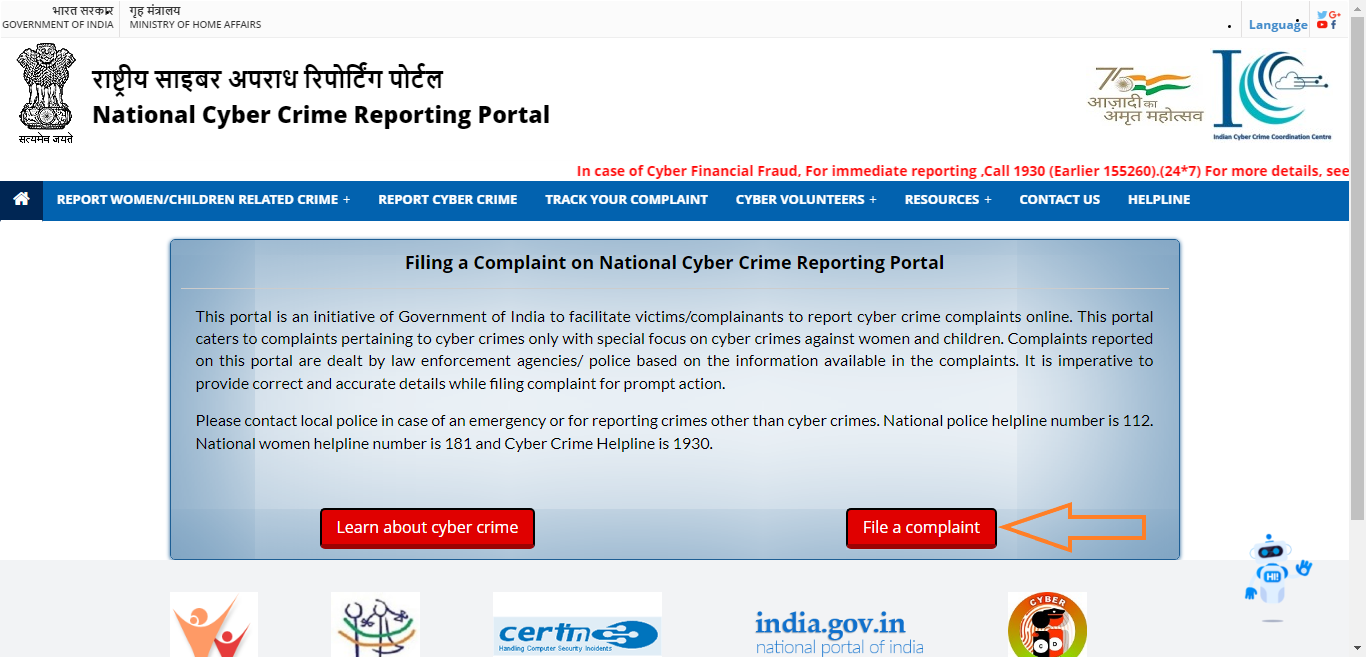 भारत सरकार
गृह मंत्रालय
GOVERNMENT OF INDIA
MINISTRY OF HOME AFFAIRS
Language
राष्ट्रीय साइबर अपराध रिपोर्टिंग पोर्टल
National Cyber Crime Reporting Portal
सत्यमेव जयते
75
आज़ादी का
अमृत महोत्सव
Indian Cyber Crime Coordination Centre
In case of Cyber Financial Fraud, For immediate reporting ,Call 1930 (Earlier 155260).(24*7) For more details, see
REPORT WOMEN/CHILDREN RELATED CRIME + REPORT CYBER CRIME TRACK YOUR COMPLAINT CYBER VOLUNTEERS + RESOURCES + CONTACT US HELPLINE
Filing a Complaint on National Cyber Crime Reporting Portal
This portal is an initiative of Government of India to facilitate victims/complainants to report cyber crime complaints online. This portal
caters to complaints pertaining to cyber crimes only with special focus on cyber crimes against women and children. Complaints reported
on this portal are dealt by law enforcement agencies/ police based on the information available in the complaints. It is imperative to
provide correct and accurate details while filing complaint for prompt action.
Please contact local police in case of an emergency or for reporting crimes other than cyber crimes. National police helpline number is 112.
National women helpline number is 181 and Cyber Crime Helpline is 1930.
Learn about cyber crime
File a complaint
HI!
certin
Handling Computer Security Incidents
india.gov.in
national portal of india
CYBER
C D